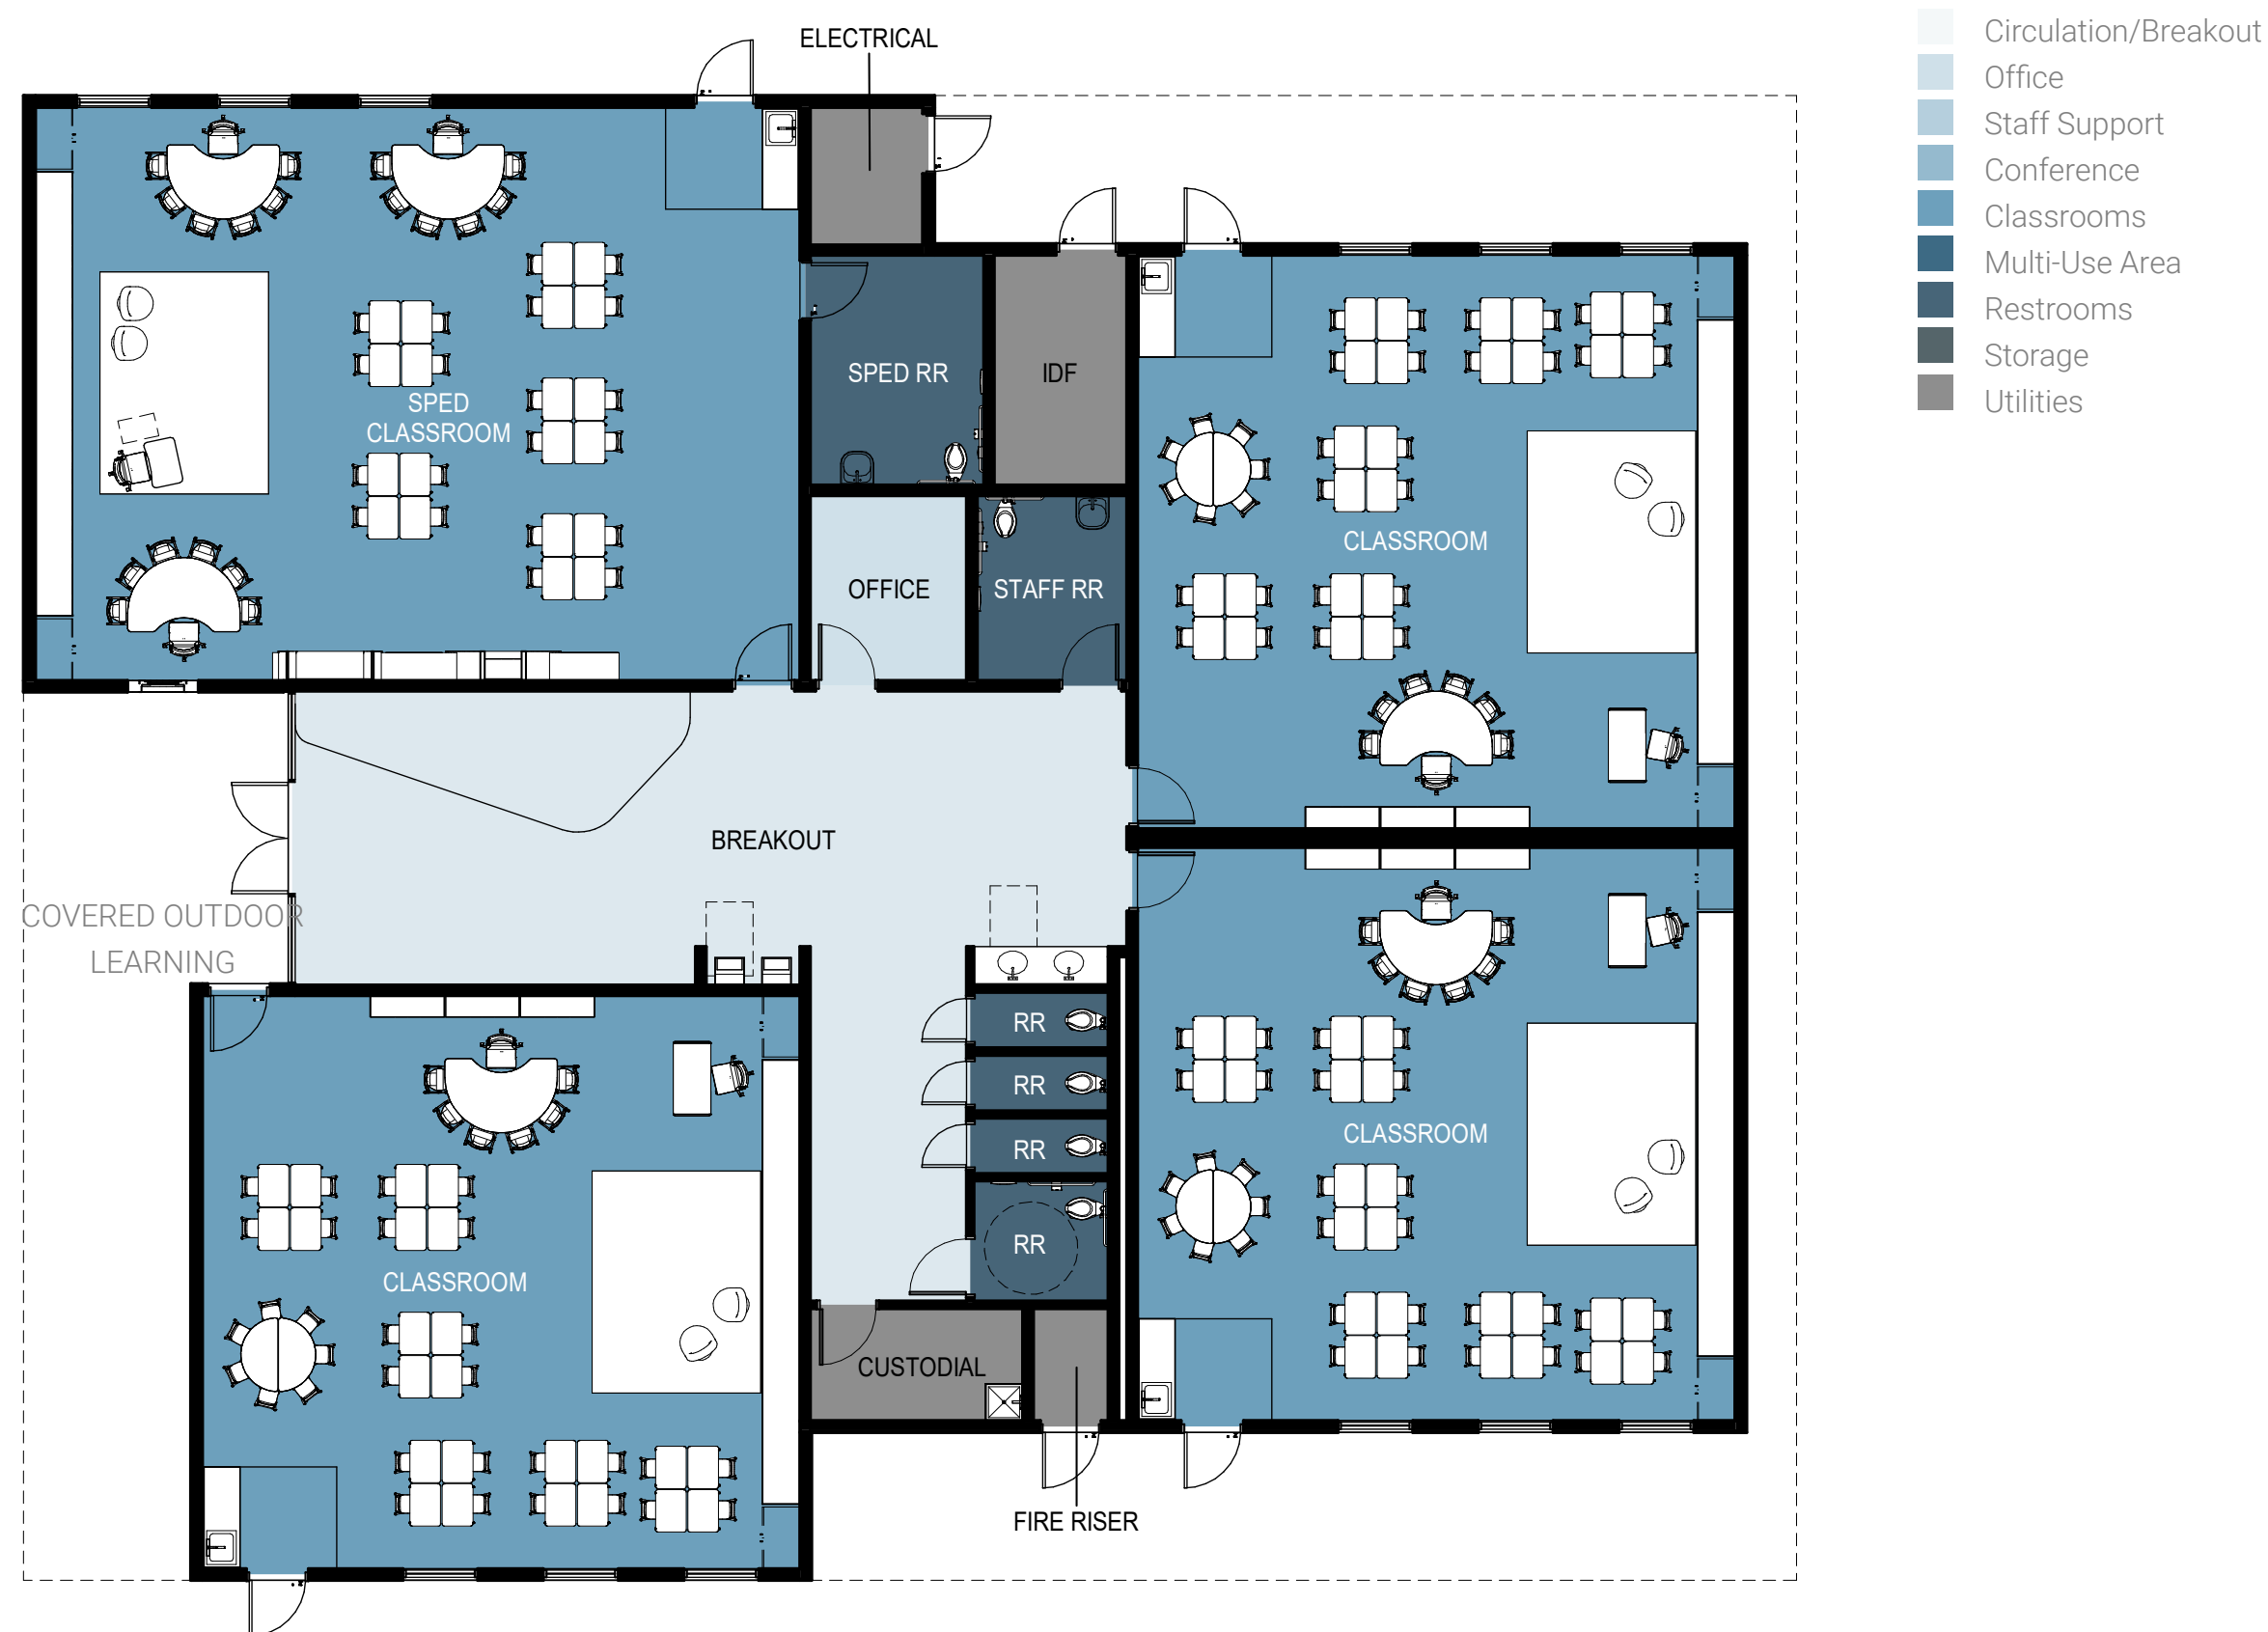 ELECTRICAL
Circulation/Breakout
Office
Staff Support
Conference
Classrooms
Multi-Use Area
Restrooms
Storage
Utilities
SPED RR
IDF
SPED
CLASSROOM
CLASSROOM
OFFICE
STAFF RR
BREAKOUT
COVERED OUTDOOR
LEARNING
RR
RR
RR
RR
CLASSROOM
CLASSROOM
CUSTODIAL
FIRE RISER